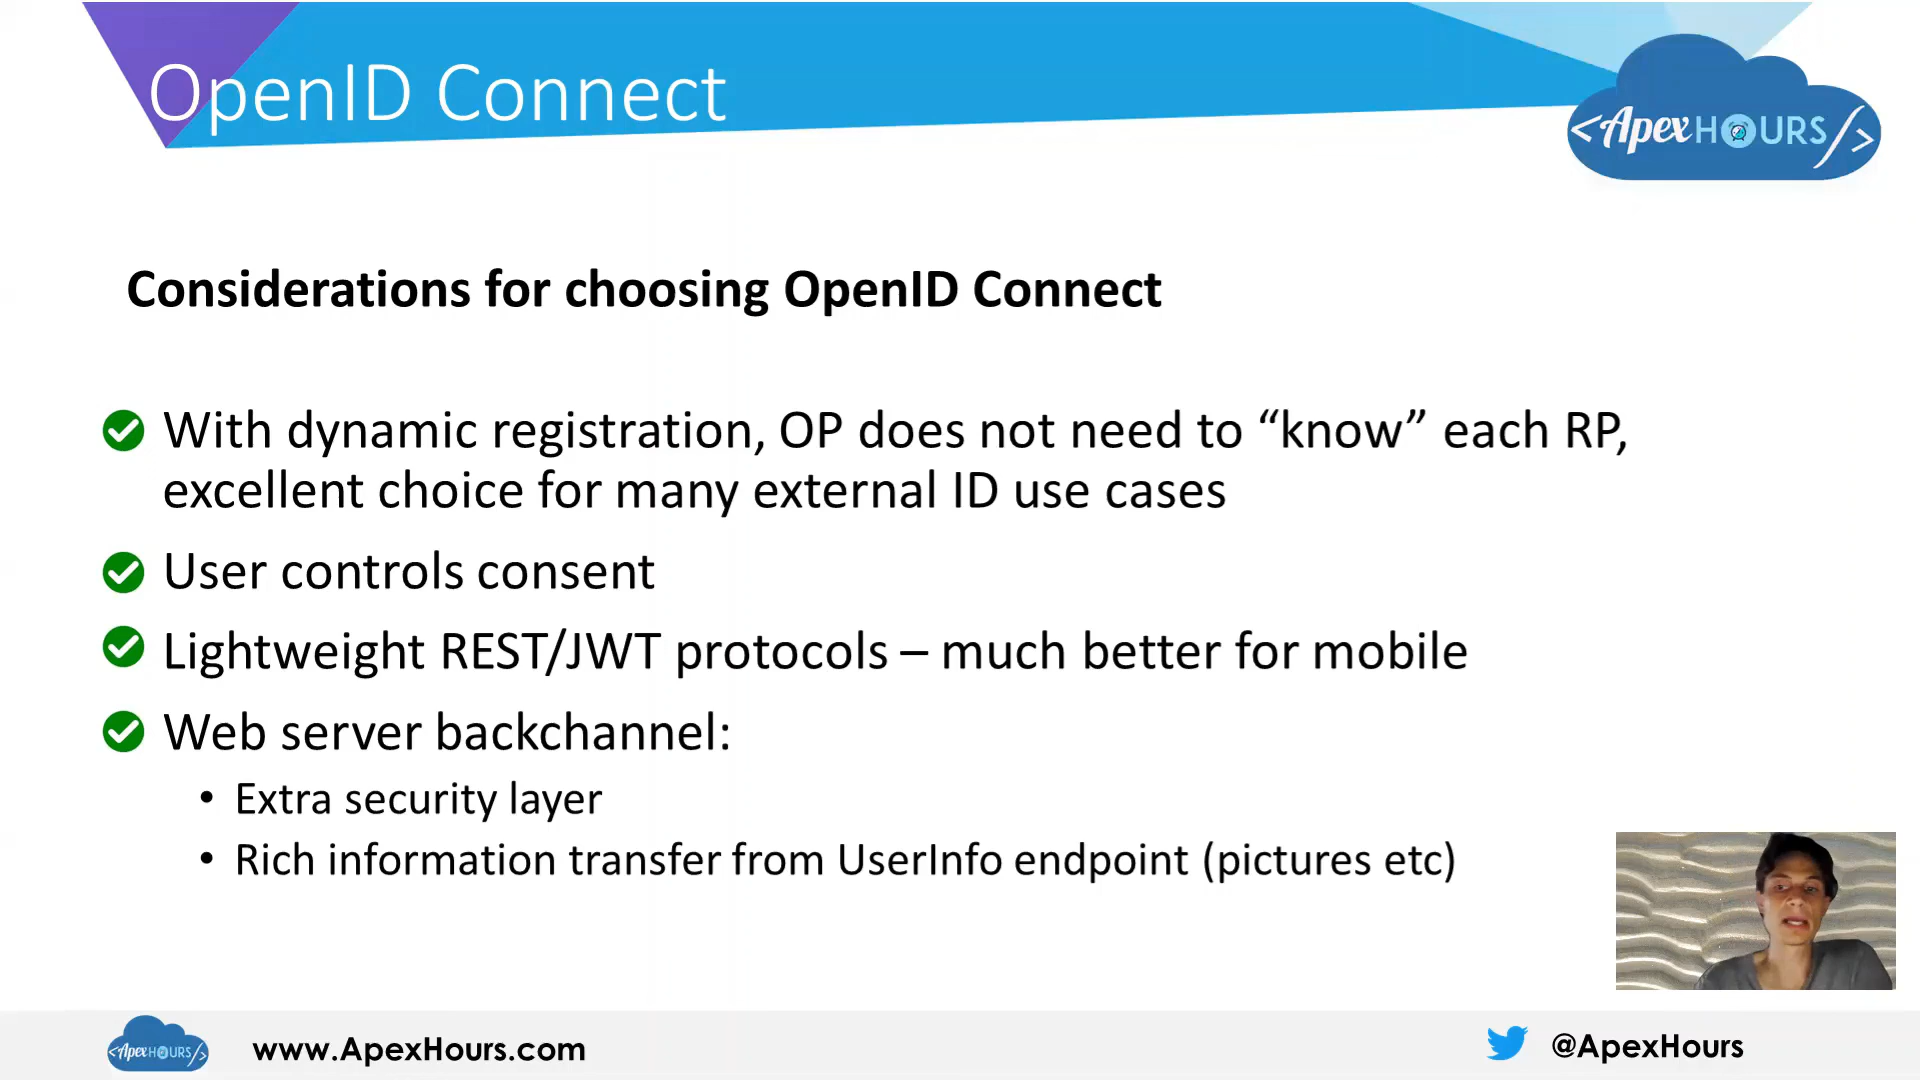 OpenID Connect
<ApexHOURS/>
Considerations for choosing OpenID Connect
With dynamic registration, OP does not need to “know” each RP,
excellent choice for many external ID use cases
User controls consent
Lightweight REST/JWT protocols – much better for mobile
Web server backchannel:
• Extra security layer
• Rich information transfer from UserInfo endpoint (pictures etc)
<ApexHOURS/>
www.ApexHours.com
@ApexHours